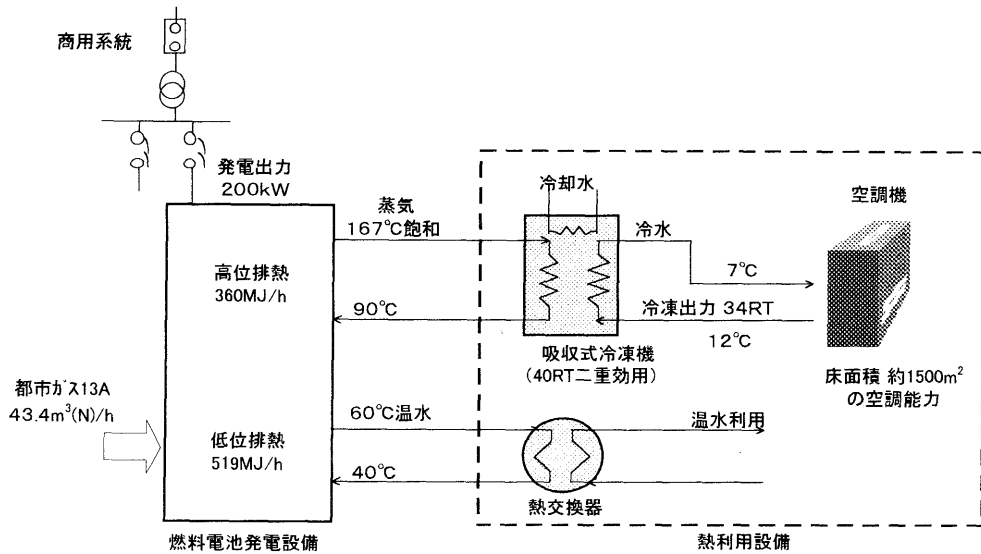 商用系統
発電出力
200kW
蒸気
167℃飽和
高位排熱
360MJ/h
90℃
都市ガス13A
43.4m³(N)/h
60℃温水
低位排熱
519MJ/h
40℃
燃料電池発電設備
冷却水
冷水
空調機
7℃
冷凍出力 34RT
12℃
吸収式冷凍機
(40RT二重効用)
床面積 約1500m²
の空調能力
温水利用
熱交換器
熱利用設備